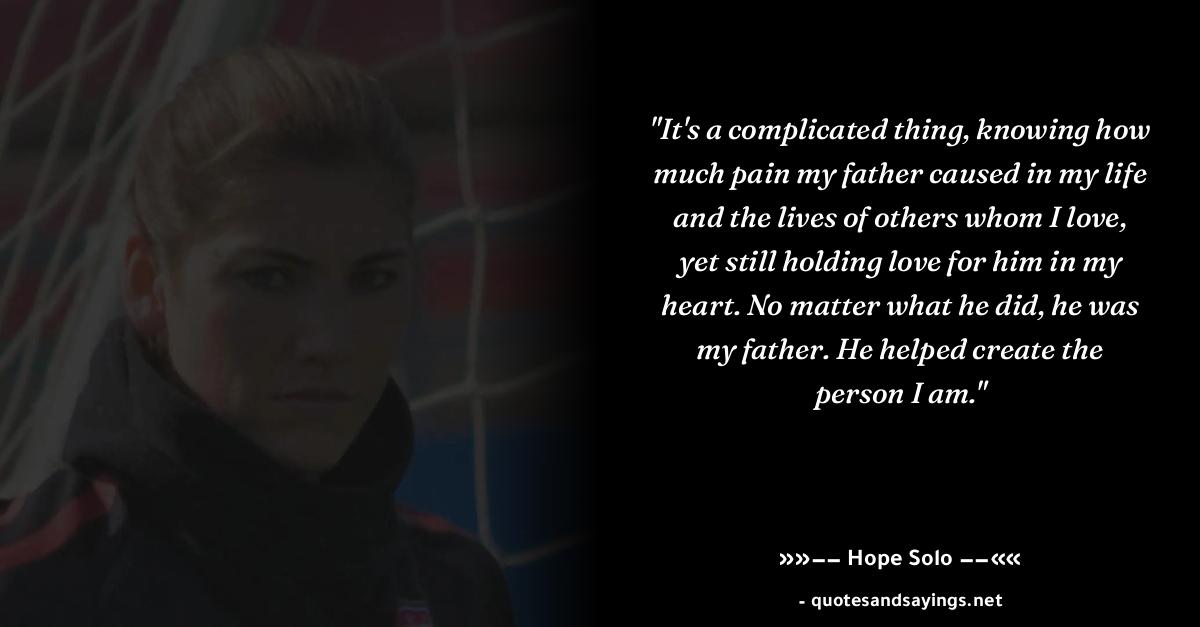 "It's a complicated thing, knowing how
much pain my father caused in my life
and the lives of others whom I love,
yet still holding love for him in my
heart. No matter what he did, he was
my father. He helped create the
person I am."
»»–– Hope Solo ––««
- quotesandsayings.net